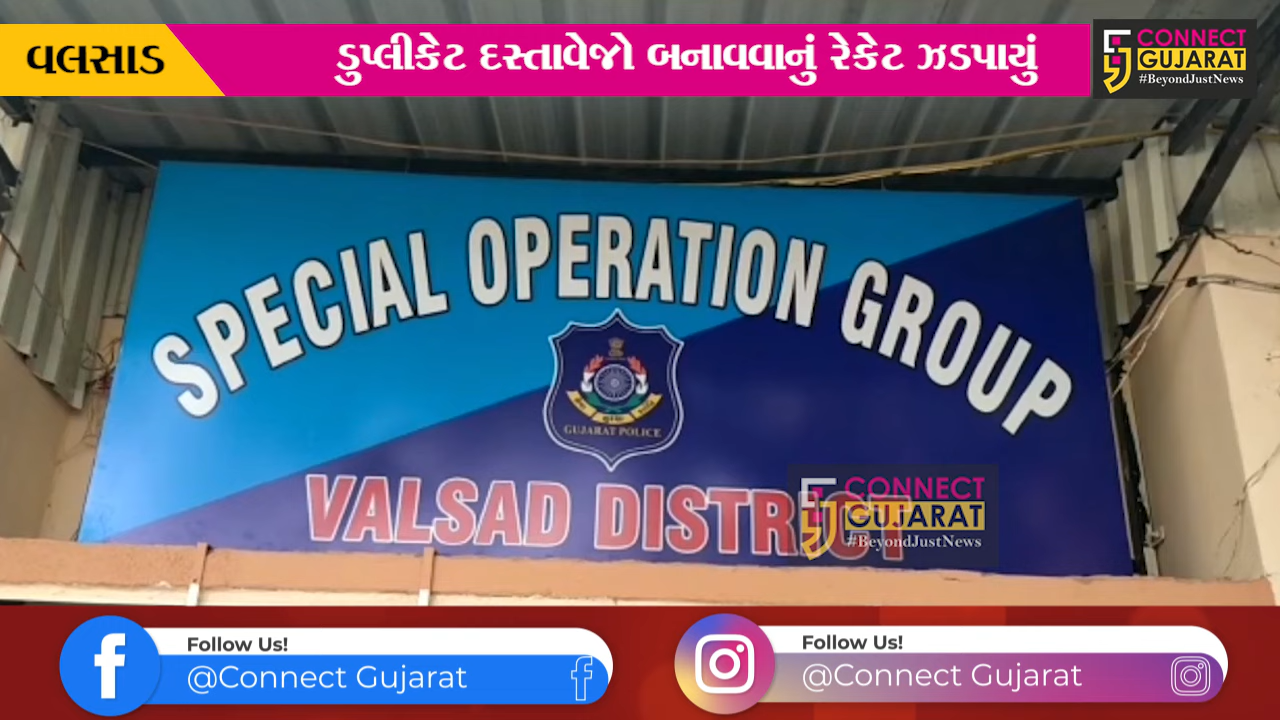 વલસાડ
ડુપ્લીકેટ દસ્તાવેજો બનાવવાનું રેકેટ ઝડપાયું
CONNECT
GUJARAT
#BeyondJustNews
SPECIAL OPERATION GROUP
GUJARAT POLICE
VALSAD DISTRICT
CONNECT
GUJARAT
#BeyondJustNews
Follow Us!
@Connect Gujarat
Follow Us!
@Connect Gujarat